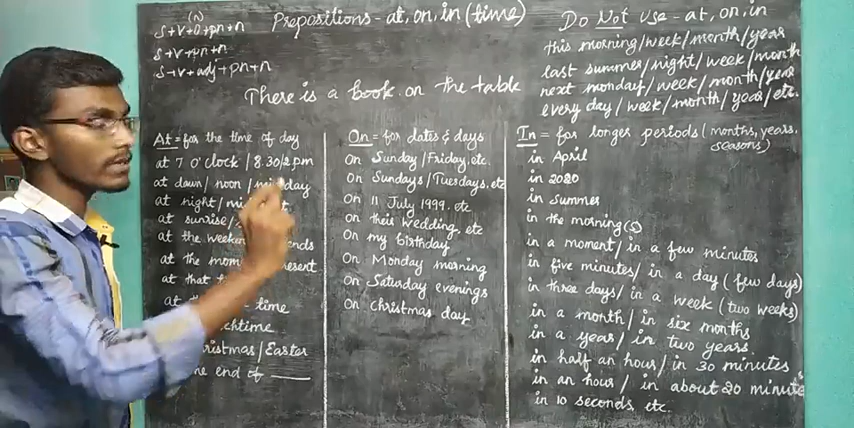 (N)
S+V+O+pn+n
S+V+pn+n
S+V+adj+pn+n
Prepositions - at, on, in (time)
Do Not use - at, on, in
this morning/week/month/year
last summer/night/week/month
next monday/week/month/year
every day/week/month/year/etc.
There is a book on the table
At = for the time of day
at 7 O'clock / 8.30/2 pm
at dawn/noon/midday
at night/
at sunrise/
at the
at the
at that
at
time
Christmas/Easter
end of ____
On = for dates & days
On Sunday/Friday, etc.
On Sundays/Tuesdays, etc
On 11 July 1999. etc
On their wedding, etc
On my birthday
On Monday morning
On Saturday evenings
On christmas day
In = for longer periods (months, years,
seasons)
in April
in 2020
in summer
in the morning(s)
in a moment/in a few minutes
in five minutes/in a day (few days)
in three days/in a week (two weeks)
in a month/in six months
in a year/in two years
in half an hour/in 30 minutes
in an hour/in about 20 minutes
in 10 seconds, etc.